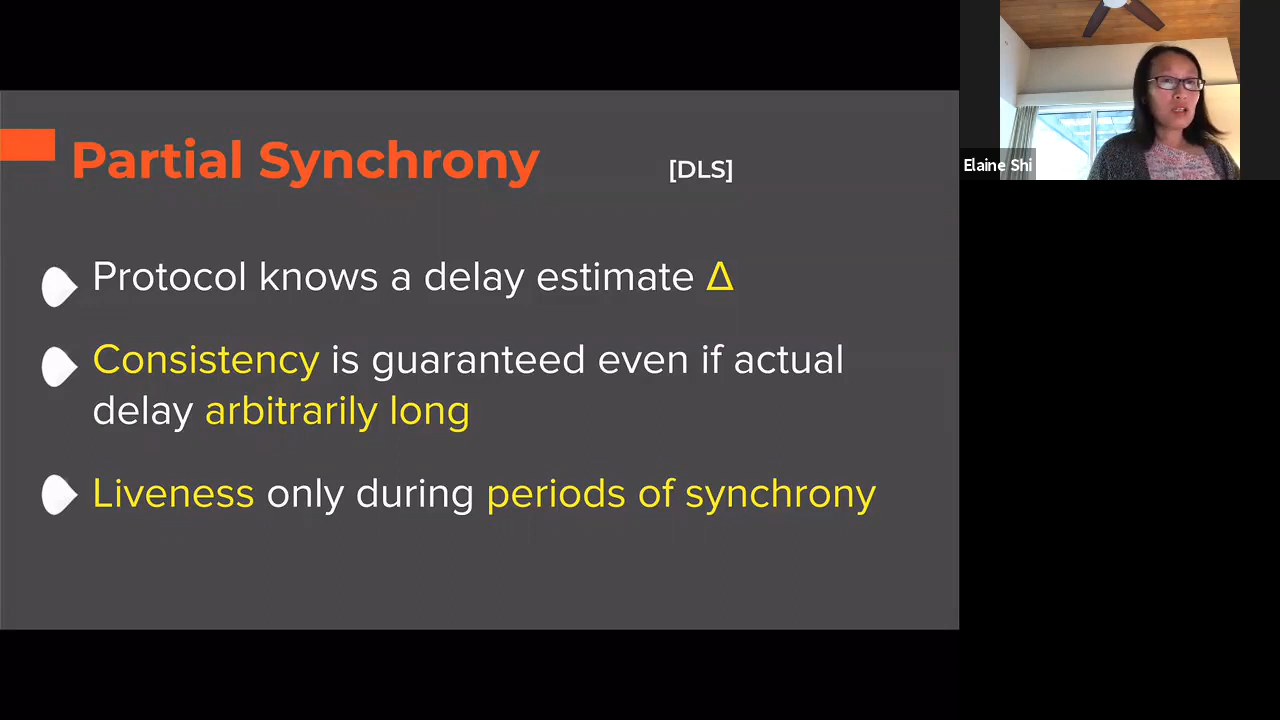 Partial Synchrony
[DLS]
Protocol knows a delay estimate Δ
Consistency is guaranteed even if actual
delay arbitrarily long
Liveness only during periods of synchrony
Elaine Shi